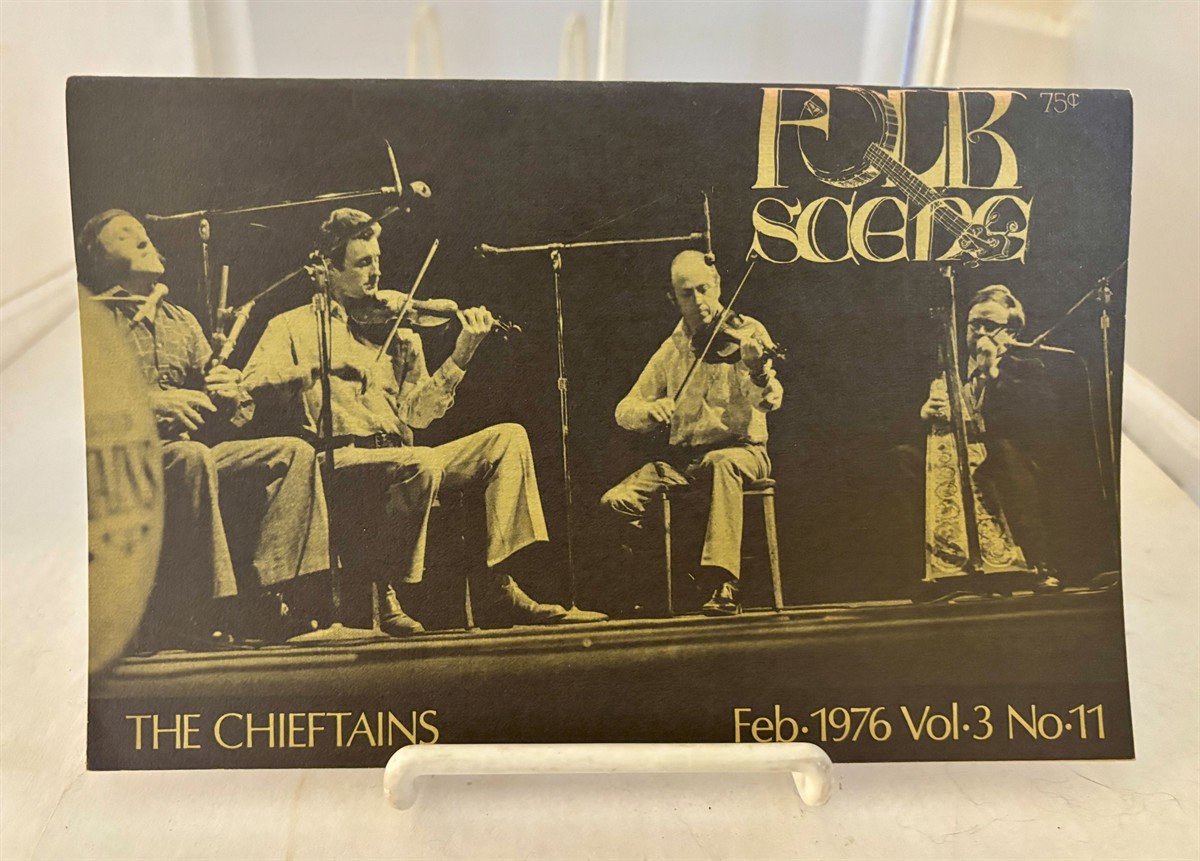 FOLK
SCENE
75¢
THE CHIEFTAINS
Feb·1976 Vol·3 No·11